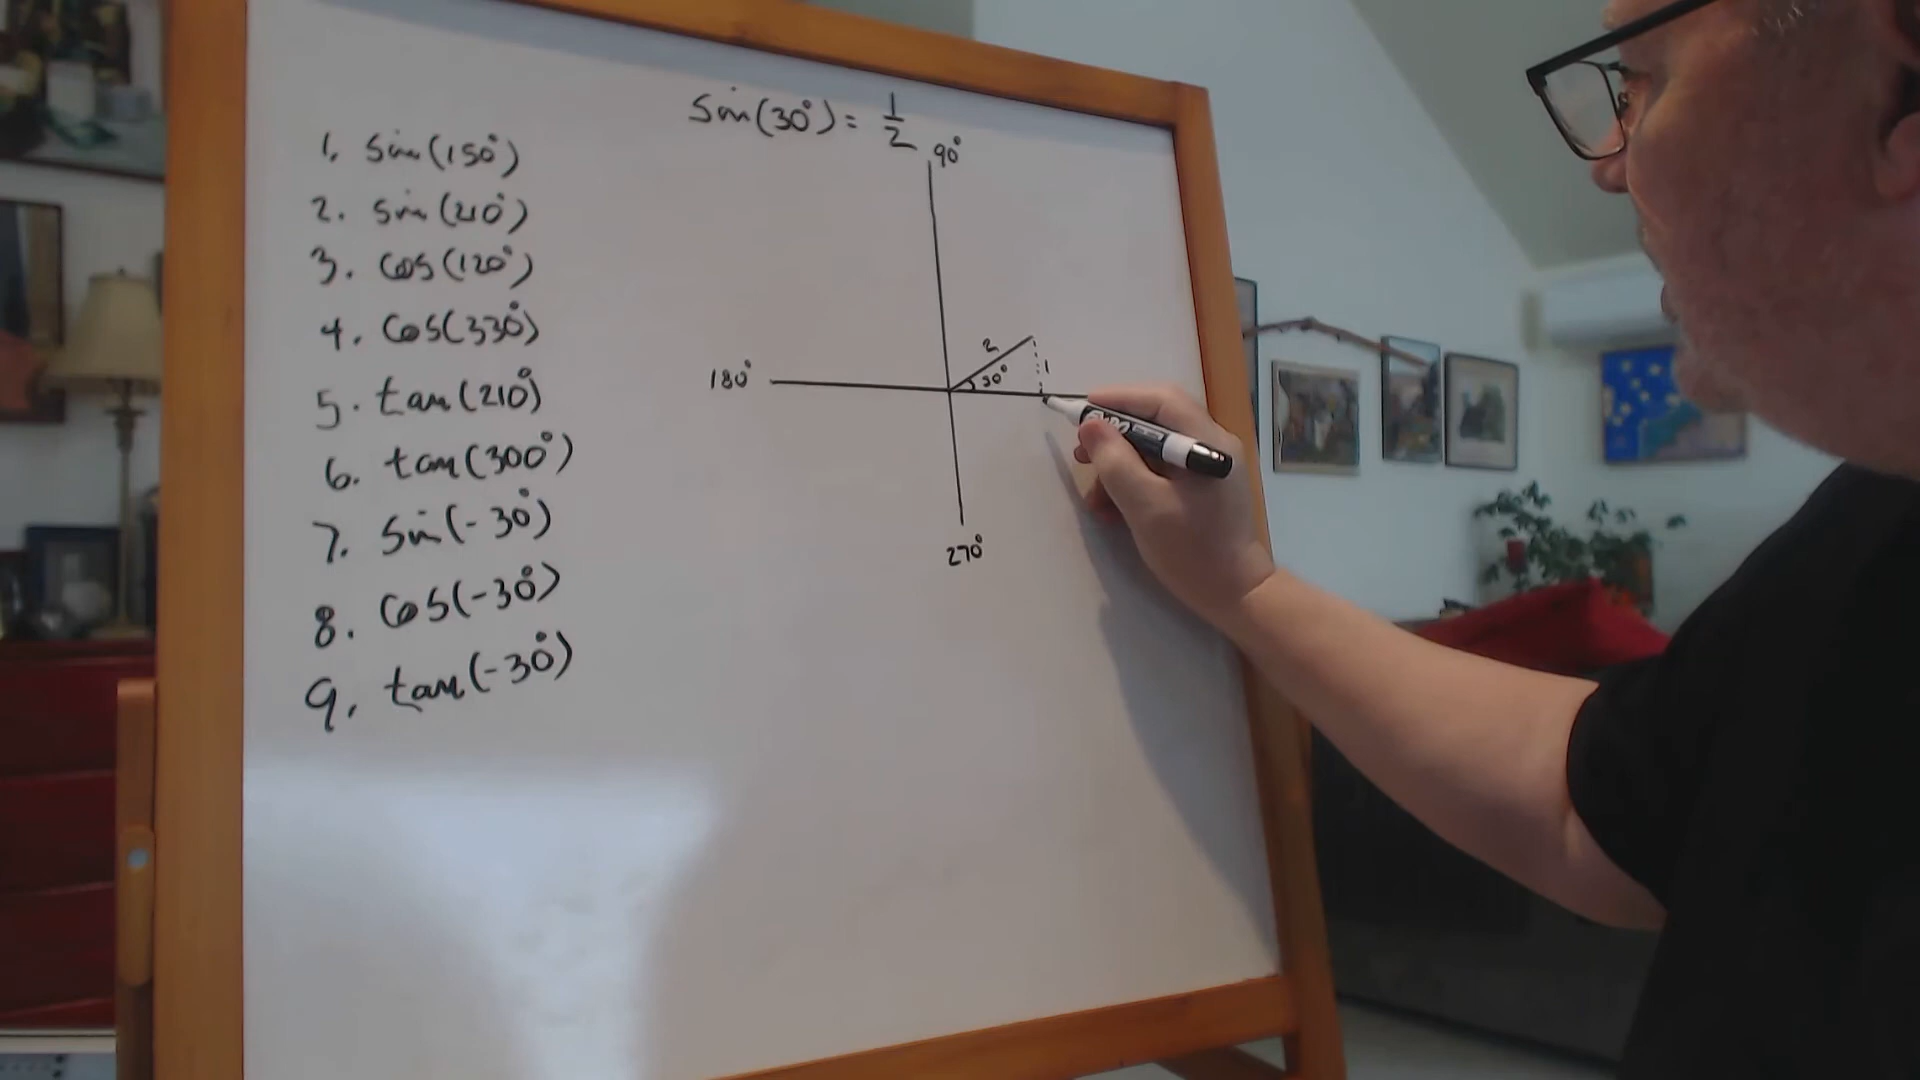 sin(30°) = 1/2
1. sin(150°)
2. sin(210°)
3. cos(120°)
4. cos(330°)
5. tan(210°)
6. tan(300°)
7. sin(-30°)
8. cos(-30°)
9. tan(-30°)
90°
2
30°
1
180°
270°